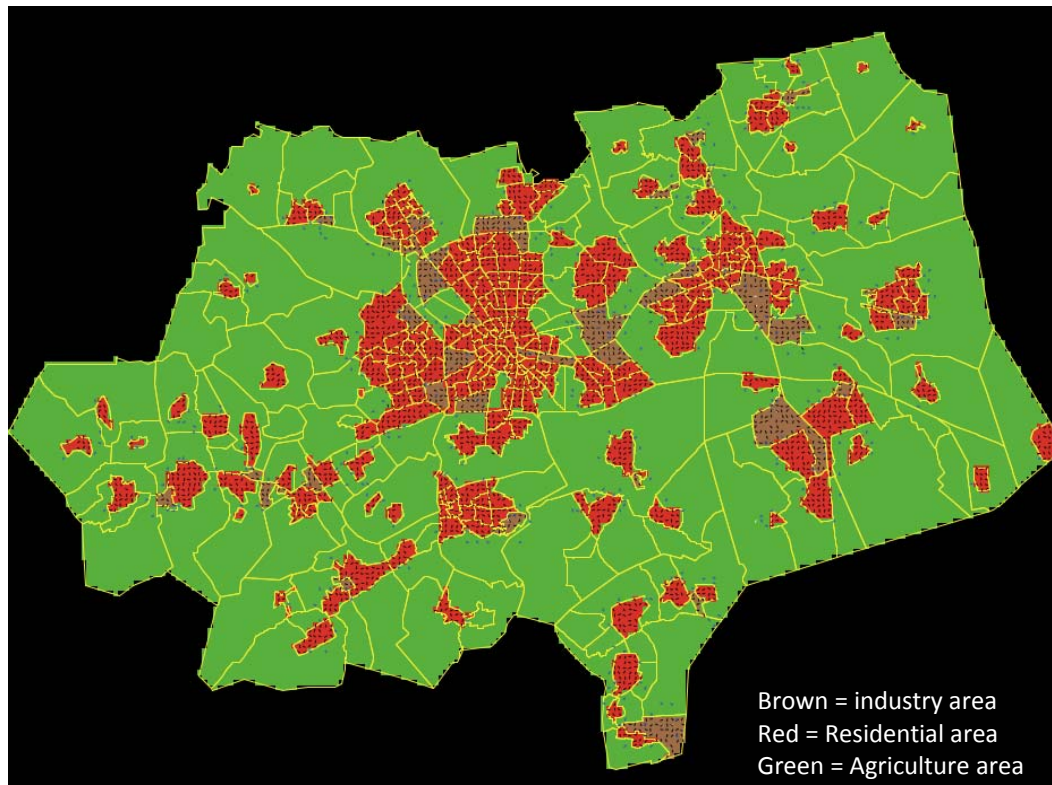 Brown = industry area
Red = Residential area
Green = Agriculture area